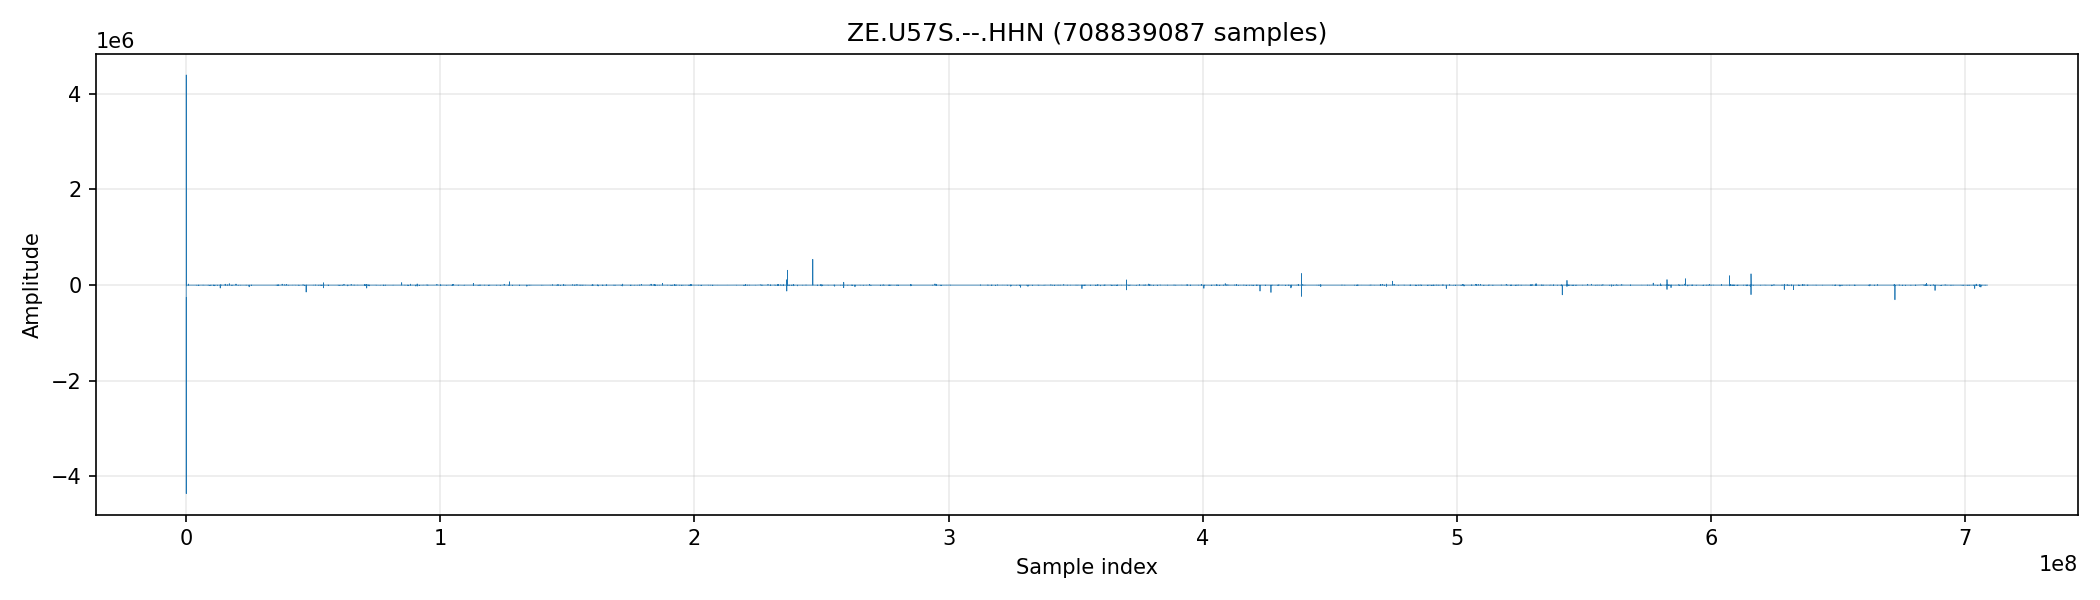 ZE.U57S.--.HHN (708839087 samples)
1e6
4
2
0
−2
−4
Amplitude
0 1 2 3 4 5 6 7
Sample index
1e8